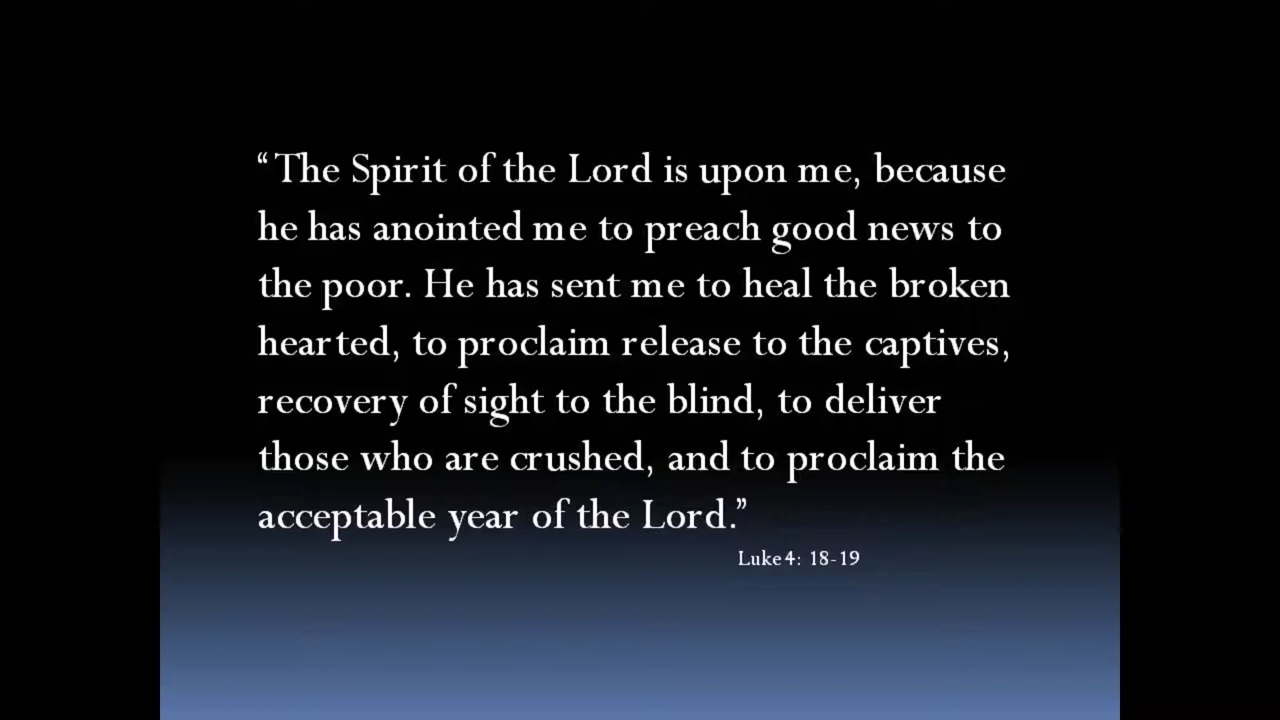 “The Spirit of the Lord is upon me, because
he has anointed me to preach good news to
the poor. He has sent me to heal the broken
hearted, to proclaim release to the captives,
recovery of sight to the blind, to deliver
those who are crushed, and to proclaim the
acceptable year of the Lord.”
Luke 4: 18-19